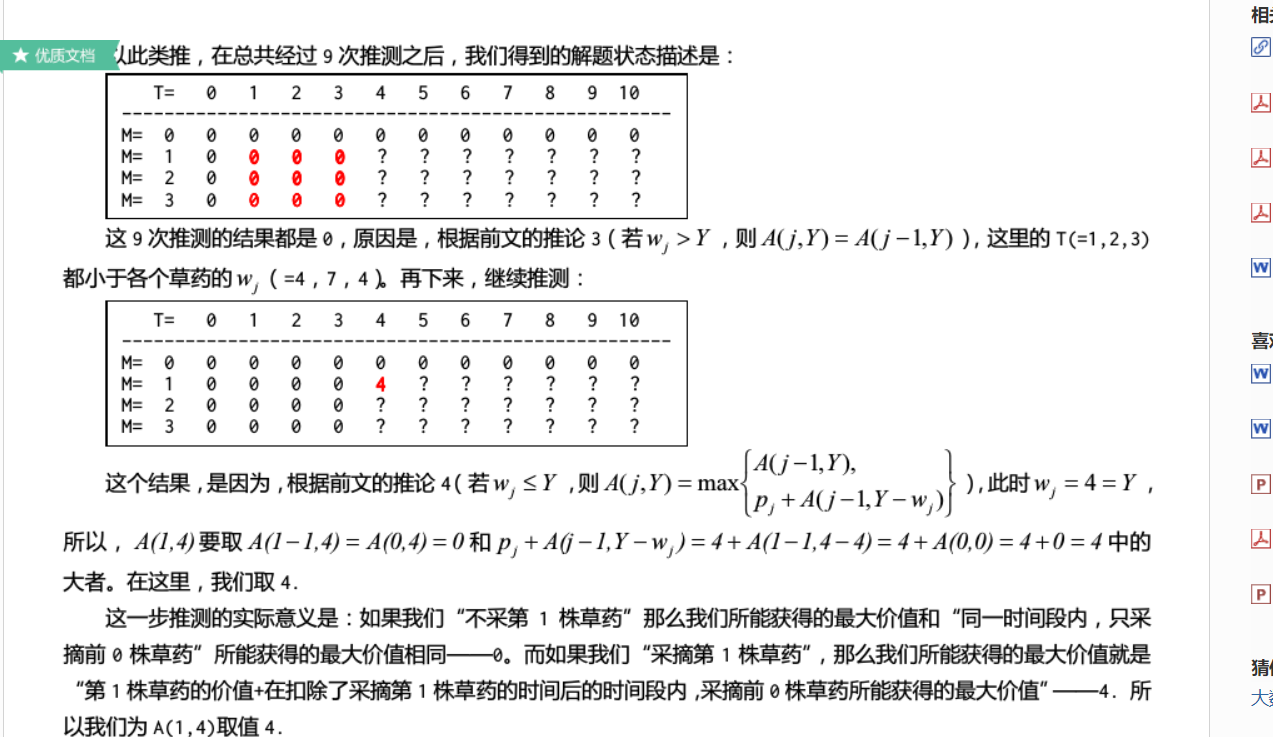 优质文档
以此类推，在总共经过 9 次推测之后，我们得到的解题状态描述是：
T= 0 1 2 3 4 5 6 7 8 9 10
-----------------------------------------------------
M= 0 0 0 0 0 0 0 0 0 0 0 0
M= 1 0 0 0 0 ? ? ? ? ? ? ?
M= 2 0 0 0 0 ? ? ? ? ? ? ?
M= 3 0 0 0 0 ? ? ? ? ? ? ?
这 9 次推测的结果都是 0，原因是，根据前文的推论 3（若 wj > Y，则 A(j,Y) = A(j−1,Y)），这里的 T(=1,2,3)
都小于各个草药的 wj（=4，7，4）。再下来，继续推测：
T= 0 1 2 3 4 5 6 7 8 9 10
-----------------------------------------------------
M= 0 0 0 0 0 0 0 0 0 0 0 0
M= 1 0 0 0 0 4 ? ? ? ? ? ?
M= 2 0 0 0 0 ? ? ? ? ? ? ?
M= 3 0 0 0 0 ? ? ? ? ? ? ?
这个结果，是因为，根据前文的推论 4（若 wj ≤ Y，则 A(j,Y) = max{A(j−1,Y), pj + A(j−1,Y−wj)}），此时 wj = 4 = Y，
所以，A(1,4)要取 A(1−1,4) = A(0,4) = 0 和 pj + A(j−1,Y−wj) = 4 + A(1−1,4−4) = 4 + A(0,0) = 4+0 = 4 中的
大者。在这里，我们取 4.
这一步推测的实际意义是：如果我们“不采第 1 株草药”那么我们所能获得的最大价值和“同一时间段内，只采
摘前 0 株草药”所能获得的最大价值相同——0。而如果我们“采摘第 1 株草药”，那么我们所能获得的最大价值就是
“第 1 株草药的价值+在扣除了采摘第 1 株草药的时间后的时间段内，采摘前 0 株草药所能获得的最大价值”——4. 所
以我们为 A(1,4)取值 4.
W
W
W
P
P